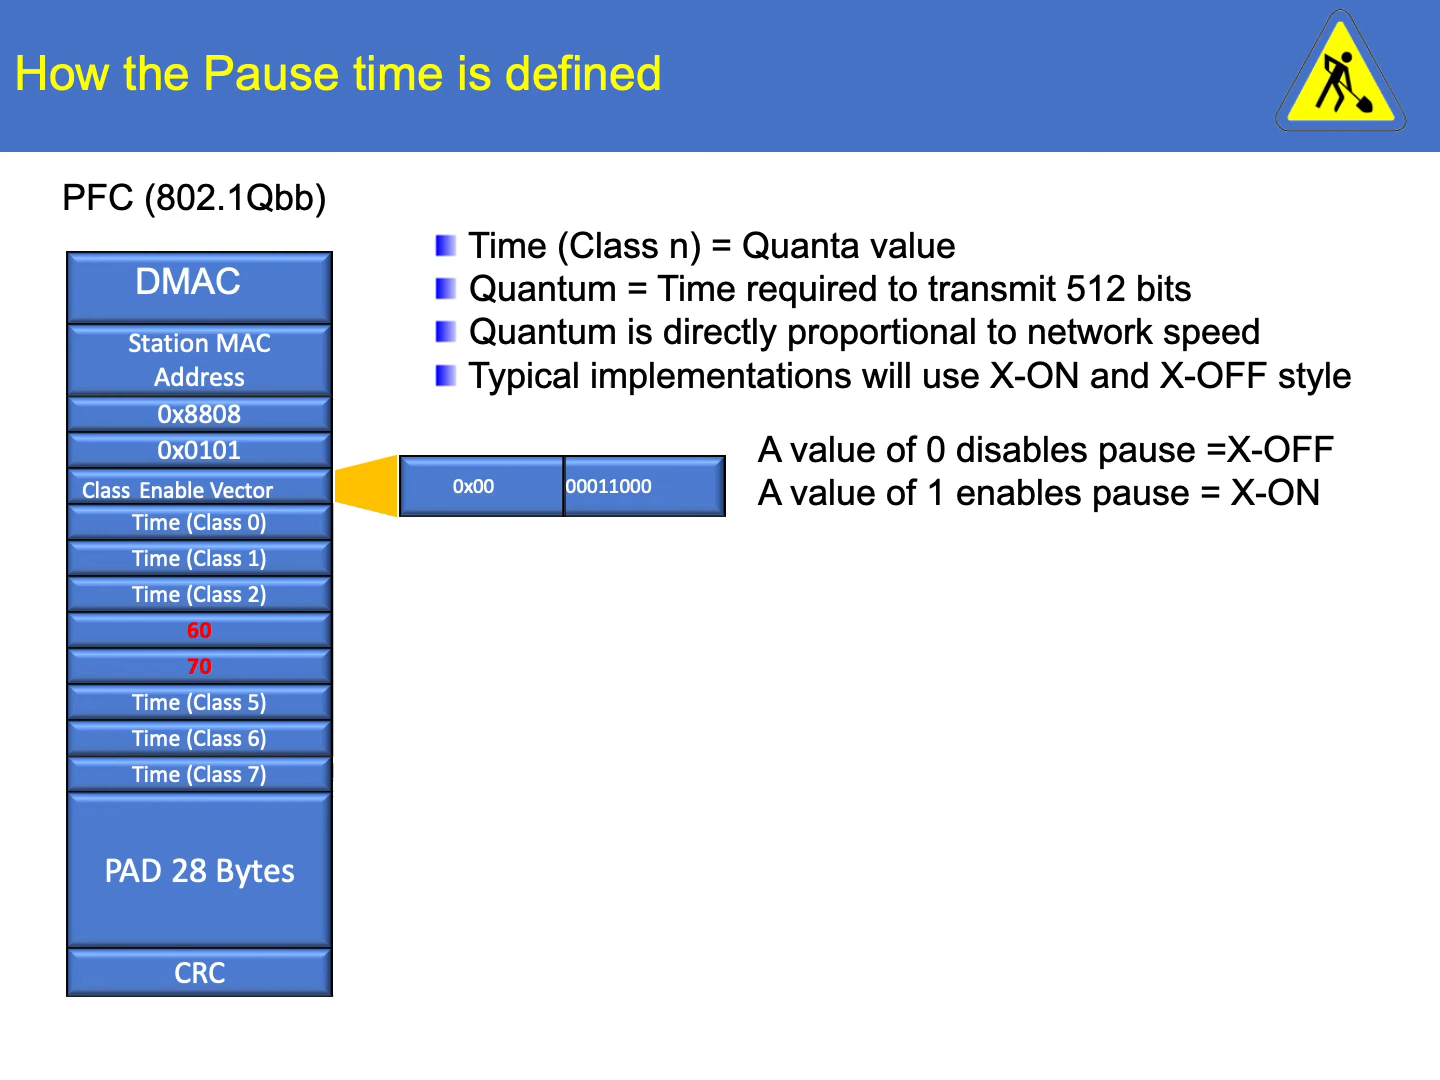 How the Pause time is defined
PFC (802.1Qbb)
DMAC
Station MAC
Address
0x8808
0x0101
Class Enable Vector
Time (Class 0)
Time (Class 1)
Time (Class 2)
60
70
Time (Class 5)
Time (Class 6)
Time (Class 7)
PAD 28 Bytes
CRC
Time (Class n) = Quanta value
Quantum = Time required to transmit 512 bits
Quantum is directly proportional to network speed
Typical implementations will use X-ON and X-OFF style
0x00
00011000
A value of 0 disables pause =X-OFF
A value of 1 enables pause = X-ON